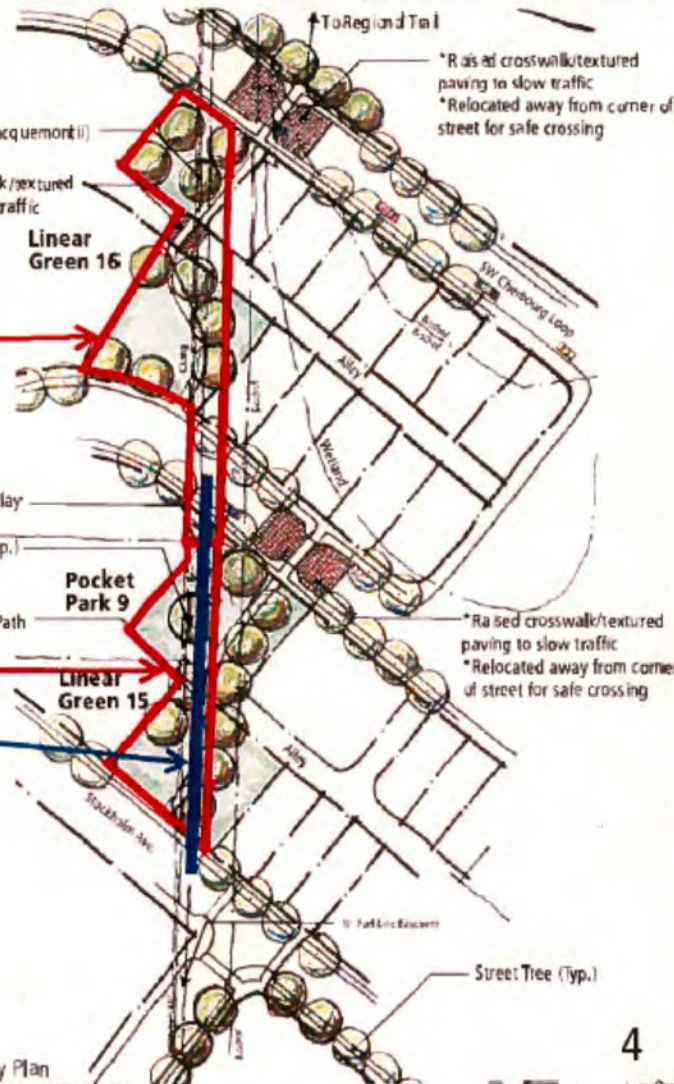 To Regional Trail
*Raised crosswalk/textured
paving to slow traffic
*Relocated away from corner of
street for safe crossing
cquemontii)
k/textured
raffic
Linear
Green 16
SW Cherbourg Loop
Alley
Wetland
lay
p.)
Pocket
Park 9
Path
*Raised crosswalk/textured
paving to slow traffic
*Relocated away from corner
of street for safe crossing
Linear
Green 15
Alley
Stockholm Ave.
Street Tree (Typ.)
y Plan
4